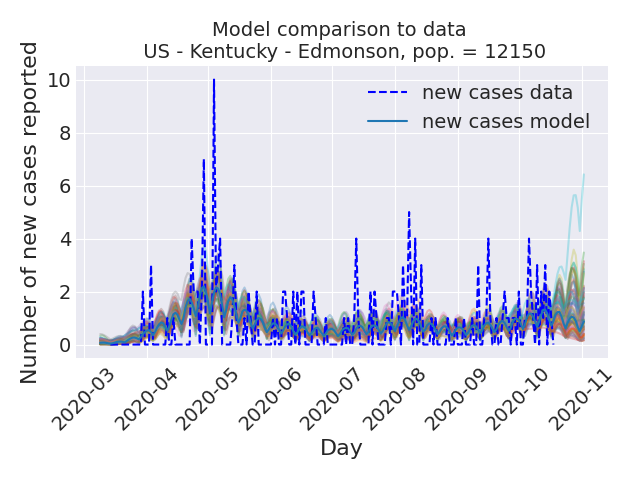 Model comparison to data
US - Kentucky - Edmonson, pop. = 12150
Number of new cases reported
10
8
6
4
2
0
new cases data
new cases model
2020-03
2020-04
2020-05
2020-06
2020-07
2020-08
2020-09
2020-10
2020-11
Day